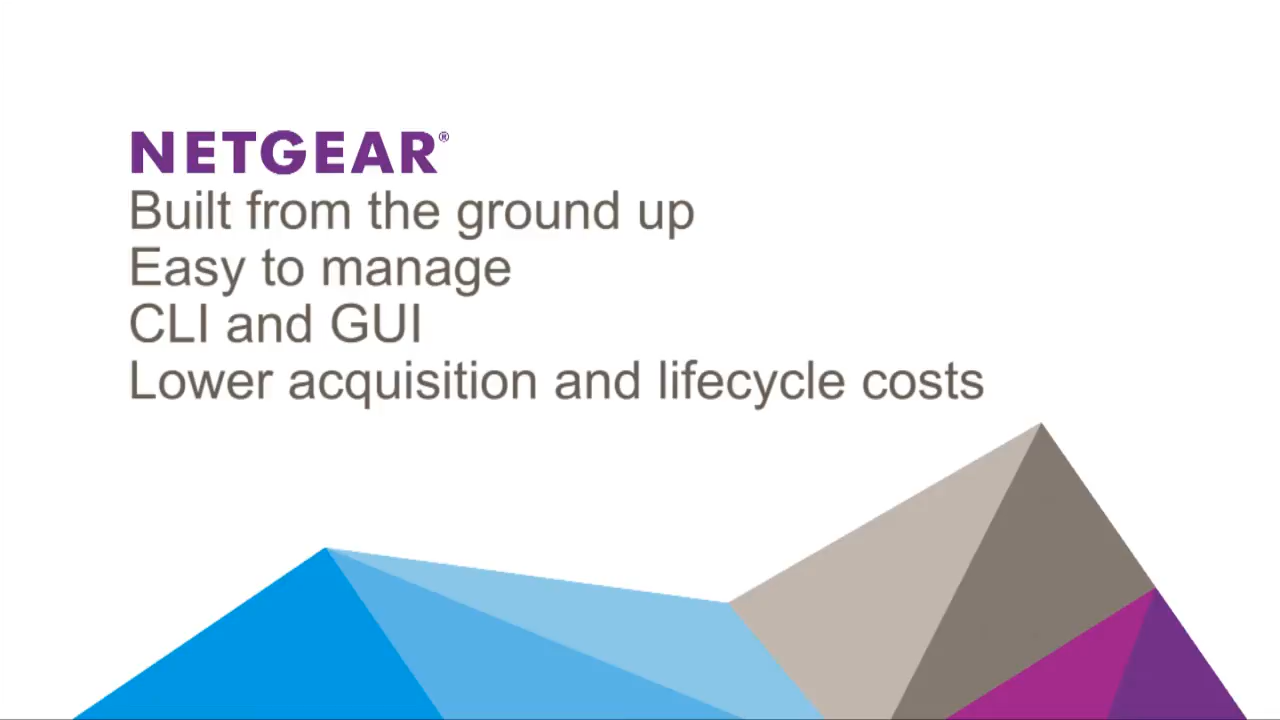 NETGEAR®
Built from the ground up
Easy to manage
CLI and GUI
Lower acquisition and lifecycle costs